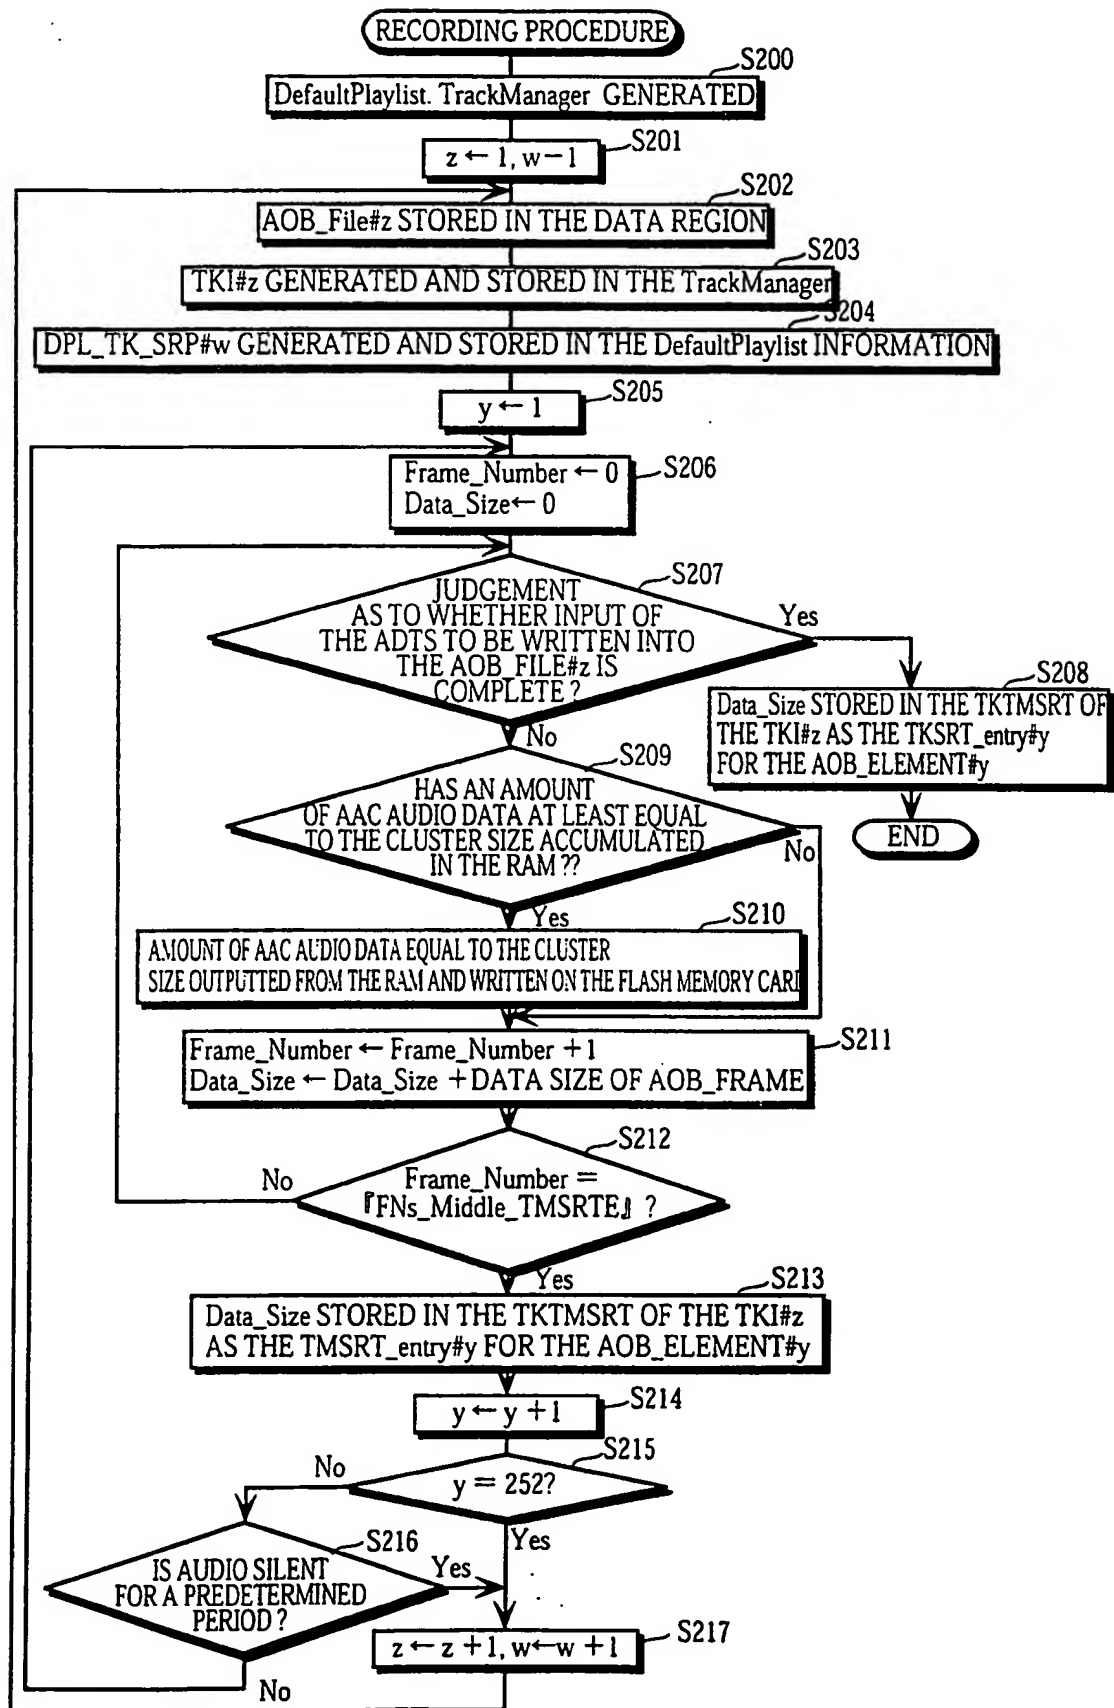 RECORDING PROCEDURE
S200
DefaultPlaylist. TrackManager GENERATED
S201
z ← 1, w－1
S202
AOB_File#z STORED IN THE DATA REGION
S203
TKI#z GENERATED AND STORED IN THE TrackManager
S204
DPL_TK_SRP#w GENERATED AND STORED IN THE DefaultPlaylist INFORMATION
S205
y ← 1
S206
Frame_Number ← 0
Data_Size← 0
S207
JUDGEMENT
AS TO WHETHER INPUT OF
THE ADTS TO BE WRITTEN INTO
THE AOB_FILE#z IS
COMPLETE ?
Yes
No
S208
Data_Size STORED IN THE TKTMSRT OF
THE TKI#z AS THE TKSRT_entry#y
FOR THE AOB_ELEMENT#y
END
S209
HAS AN AMOUNT
OF AAC AUDIO DATA AT LEAST EQUAL
TO THE CLUSTER SIZE ACCUMULATED
IN THE RAM ??
No
Yes
S210
AMOUNT OF AAC AUDIO DATA EQUAL TO THE CLUSTER
SIZE OUTPUTTED FROM THE RAM AND WRITTEN ON THE FLASH MEMORY CARD
S211
Frame_Number ← Frame_Number +1
Data_Size ← Data_Size +DATA SIZE OF AOB_FRAME
S212
No
Frame_Number =
『FNs_Middle_TMSRTE』 ?
Yes
S213
Data_Size STORED IN THE TKTMSRT OF THE TKI#z
AS THE TMSRT_entry#y FOR THE AOB_ELEMENT#y
S214
y ← y +1
S215
No
y = 252?
Yes
S216
IS AUDIO SILENT
FOR A PREDETERMINED
PERIOD ?
Yes
No
S217
z ← z +1, w←w +1